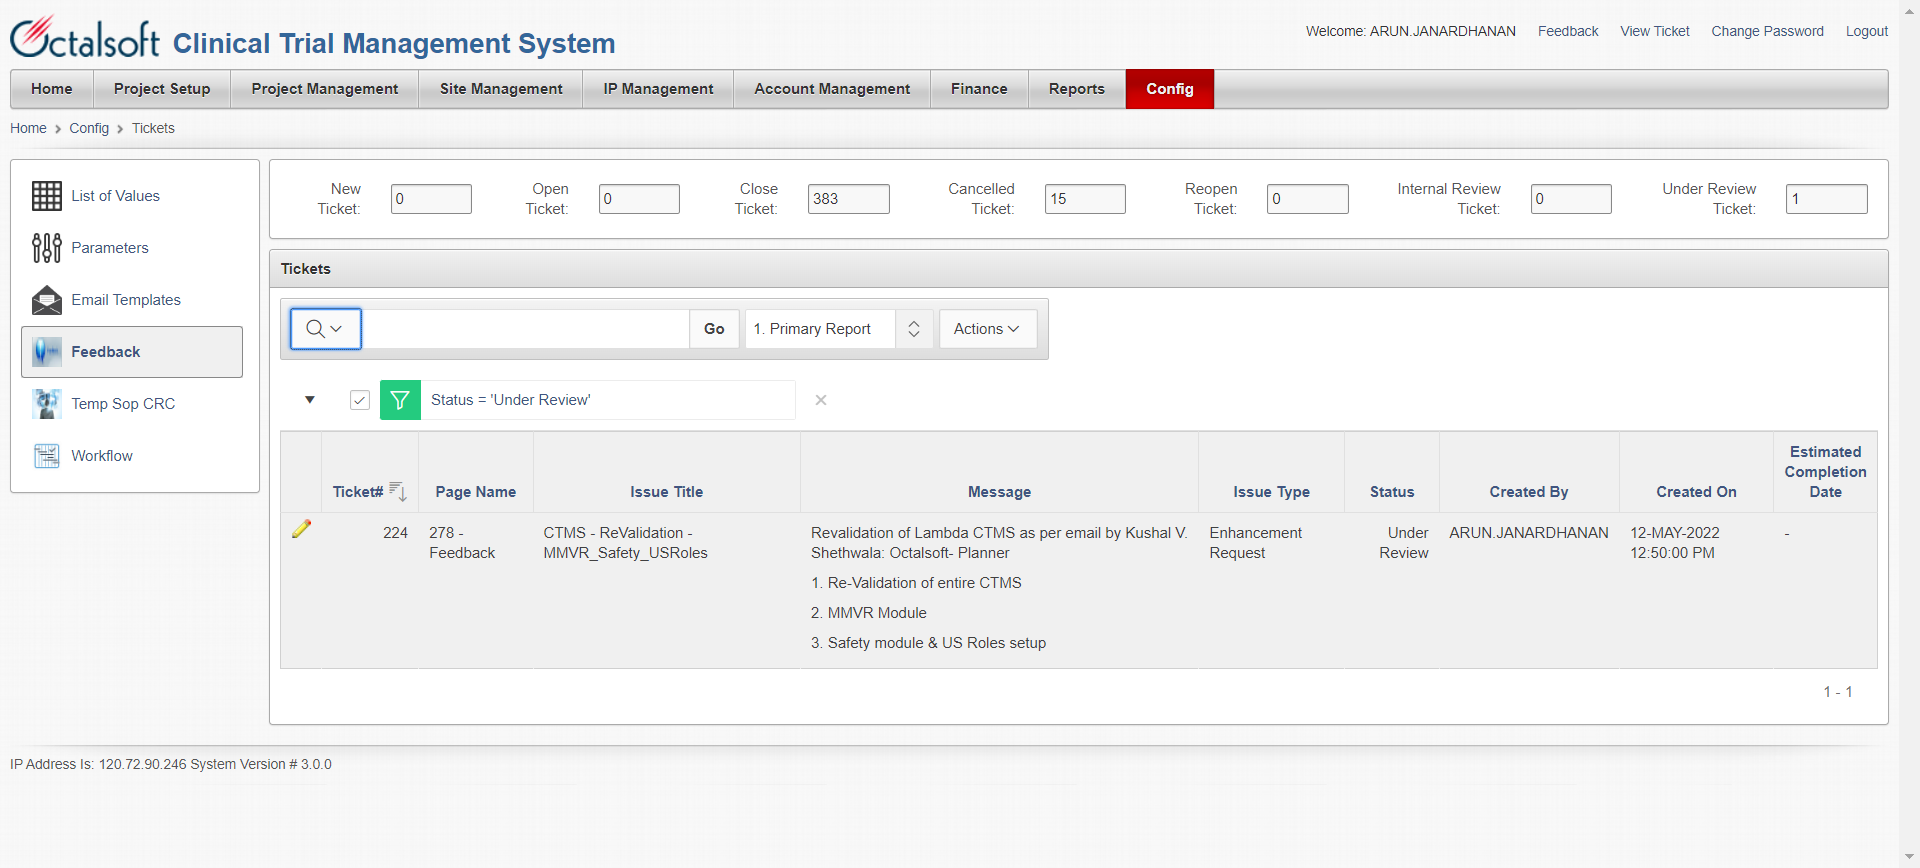 Octalsoft Clinical Trial Management System
Welcome: ARUN.JANARDHANAN Feedback View Ticket Change Password Logout
Home Project Setup Project Management Site Management IP Management Account Management Finance Reports Config
Home > Config > Tickets
List of Values
Parameters
Email Templates
Feedback
Temp Sop CRC
Workflow
New Ticket: 0
Open Ticket: 0
Close Ticket: 383
Cancelled Ticket: 15
Reopen Ticket: 0
Internal Review Ticket: 0
Under Review Ticket: 1
Tickets
Go 1. Primary Report Actions
Status = 'Under Review'
Ticket# Page Name Issue Title Message Issue Type Status Created By Created On Estimated Completion Date
224
278 -
Feedback
CTMS - ReValidation -
MMVR_Safety_USRoles
Revalidation of Lambda CTMS as per email by Kushal V.
Shethwala: Octalsoft- Planner
1. Re-Validation of entire CTMS
2. MMVR Module
3. Safety module & US Roles setup
Enhancement
Request
Under
Review
ARUN.JANARDHANAN
12-MAY-2022
12:50:00 PM
-
1 - 1
IP Address Is: 120.72.90.246 System Version # 3.0.0